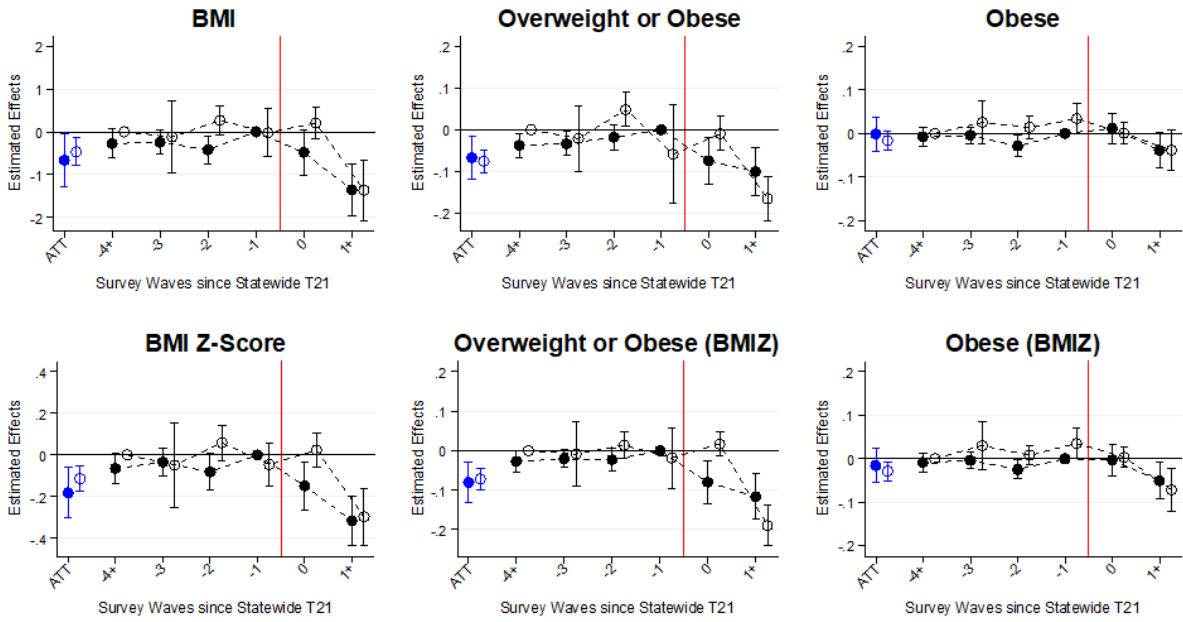 BMI
Estimated Effects
2
1
0
-1
-2
ATT
-4+
-3
-2
-1
0
1+
Survey Waves since Statewide T21
Overweight or Obese
Estimated Effects
.2
.1
0
-.1
-.2
ATT
-4+
-3
-2
-1
0
1+
Survey Waves since Statewide T21
Obese
Estimated Effects
.2
.1
0
-.1
-.2
ATT
-4+
-3
-2
-1
0
1+
Survey Waves since Statewide T21
BMI Z-Score
Estimated Effects
.4
.2
0
-.2
-.4
ATT
-4+
-3
-2
-1
0
1+
Survey Waves since Statewide T21
Overweight or Obese (BMIZ)
Estimated Effects
.2
.1
0
-.1
-.2
ATT
-4+
-3
-2
-1
0
1+
Survey Waves since Statewide T21
Obese (BMIZ)
Estimated Effects
.2
.1
0
-.1
-.2
ATT
-4+
-3
-2
-1
0
1+
Survey Waves since Statewide T21